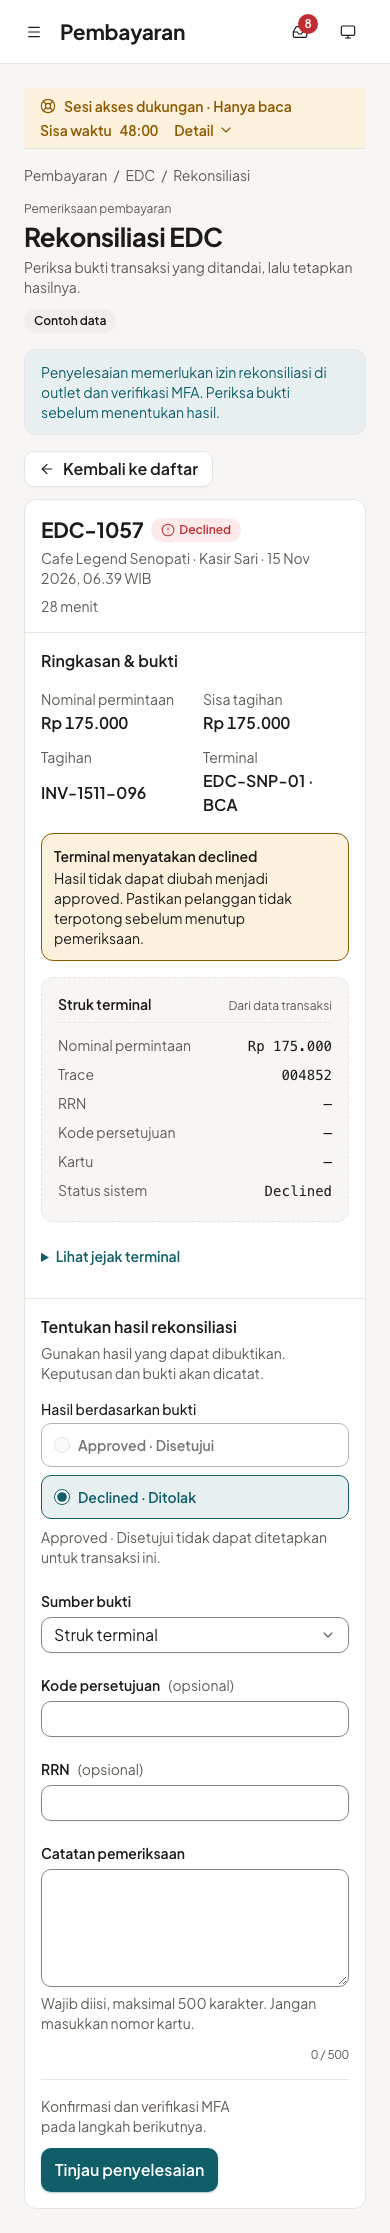 Pembayaran
8
Sesi akses dukungan · Hanya baca
Sisa waktu 48:00 Detail
Pembayaran / EDC / Rekonsiliasi
Pemeriksaan pembayaran
Rekonsiliasi EDC
Periksa bukti transaksi yang ditandai, lalu tetapkan
hasilnya.
Contoh data
Penyelesaian memerlukan izin rekonsiliasi di
outlet dan verifikasi MFA. Periksa bukti
sebelum menentukan hasil.
← Kembali ke daftar
EDC-1057 Declined
Cafe Legend Senopati · Kasir Sari · 15 Nov
2026, 06.39 WIB
28 menit
Ringkasan & bukti
Nominal permintaan
Rp 175.000
Sisa tagihan
Rp 175.000
Tagihan
INV-1511-096
Terminal
EDC-SNP-01 ·
BCA
Terminal menyatakan declined
Hasil tidak dapat diubah menjadi
approved. Pastikan pelanggan tidak
terpotong sebelum menutup
pemeriksaan.
Struk terminal Dari data transaksi
Nominal permintaan Rp 175.000
Trace 004852
RRN –
Kode persetujuan –
Kartu –
Status sistem Declined
Lihat jejak terminal
Tentukan hasil rekonsiliasi
Gunakan hasil yang dapat dibuktikan.
Keputusan dan bukti akan dicatat.
Hasil berdasarkan bukti
Approved · Disetujui
Declined · Ditolak
Approved · Disetujui tidak dapat ditetapkan
untuk transaksi ini.
Sumber bukti
Struk terminal
Kode persetujuan (opsional)
RRN (opsional)
Catatan pemeriksaan
Wajib diisi, maksimal 500 karakter. Jangan
masukkan nomor kartu.
0 / 500
Konfirmasi dan verifikasi MFA
pada langkah berikutnya.
Tinjau penyelesaian